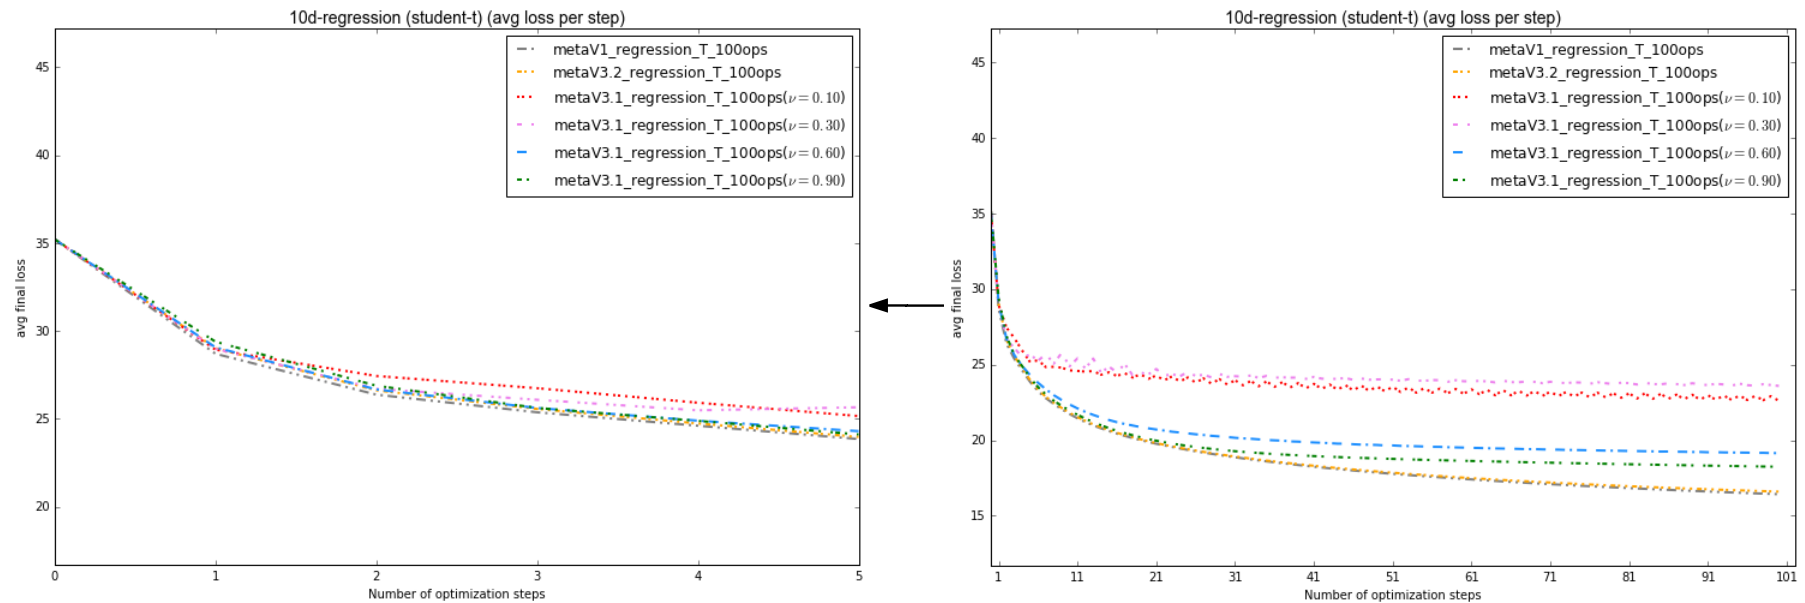 10d-regression (student-t) (avg loss per step)
metaV1_regression_T_100ops
metaV3.2_regression_T_100ops
metaV3.1_regression_T_100ops(ν = 0.10)
metaV3.1_regression_T_100ops(ν = 0.30)
metaV3.1_regression_T_100ops(ν = 0.60)
metaV3.1_regression_T_100ops(ν = 0.90)
45
40
35
30
25
20
avg final loss
0 1 2 3 4 5
Number of optimization steps
10d-regression (student-t) (avg loss per step)
metaV1_regression_T_100ops
metaV3.2_regression_T_100ops
metaV3.1_regression_T_100ops(ν = 0.10)
metaV3.1_regression_T_100ops(ν = 0.30)
metaV3.1_regression_T_100ops(ν = 0.60)
metaV3.1_regression_T_100ops(ν = 0.90)
45
40
35
30
25
20
15
avg final loss
1 11 21 31 41 51 61 71 81 91 101
Number of optimization steps